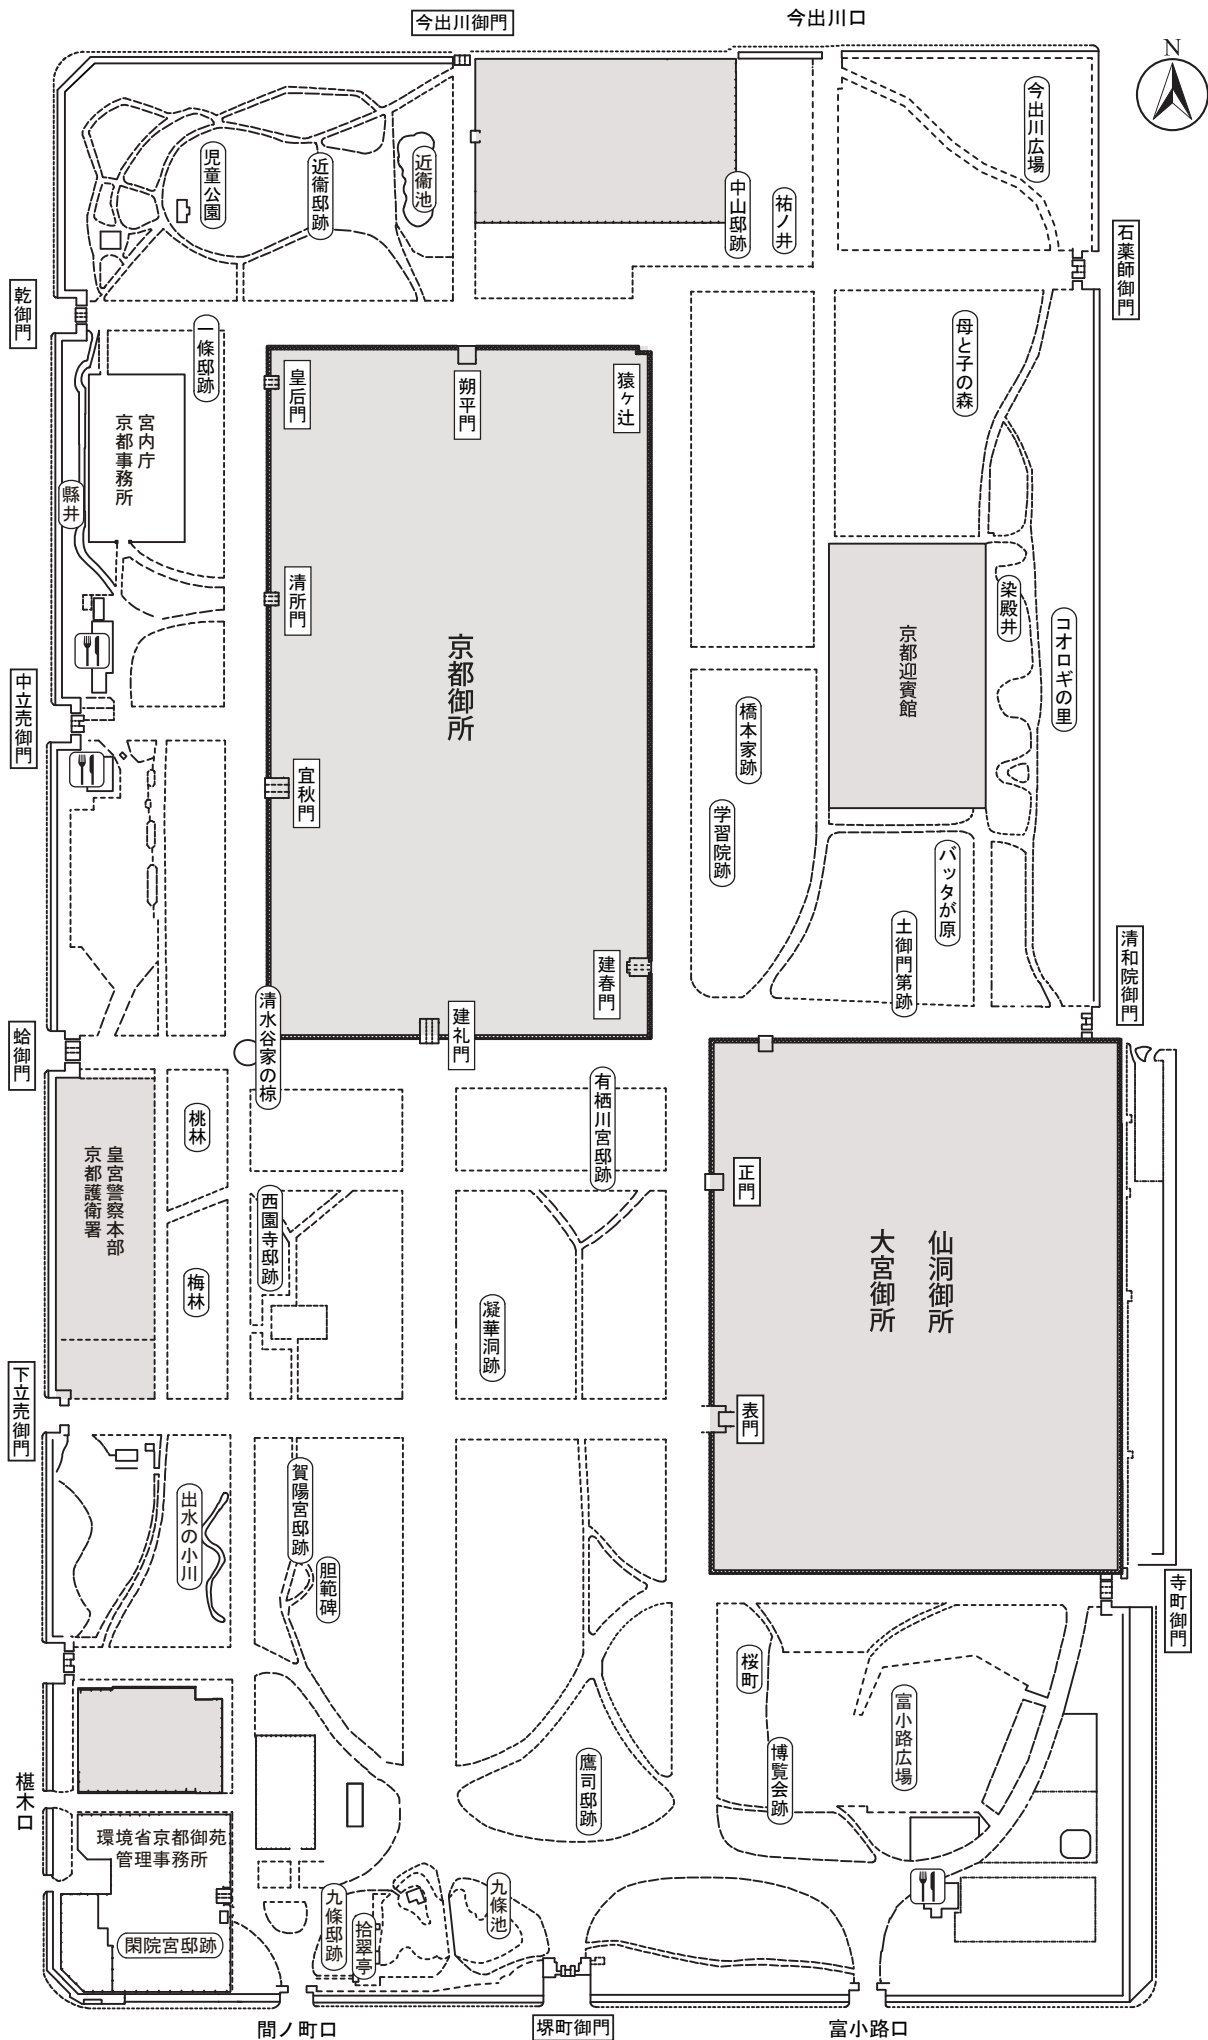 今出川御門
今出川口
N
今出川広場
児童公園
近衞邸跡
近衞池
中山邸跡
祐ノ井
石薬師御門
乾御門
一條邸跡
皇后門
朔平門
猿ヶ辻
母と子の森
宮内庁
京都事務所
縣井
清所門
京都御所
京都迎賓館
染殿井
コオロギの里
中立売御門
橋本家跡
宜秋門
学習院跡
バッタが原
土御門第跡
清和院御門
建春門
清水谷家の椋
建礼門
蛤御門
有栖川宮邸跡
桃林
皇宮警察本部
京都護衛署
正門
西園寺邸跡
梅林
仙洞御所
大宮御所
凝華洞跡
下立売御門
表門
賀陽宮邸跡
出水の小川
胆範碑
寺町御門
桜町
富小路広場
鷹司邸跡
博覧会跡
椹木口
環境省京都御苑
管理事務所
九條邸跡
拾翠亭
九條池
閑院宮邸跡
間ノ町口
堺町御門
富小路口